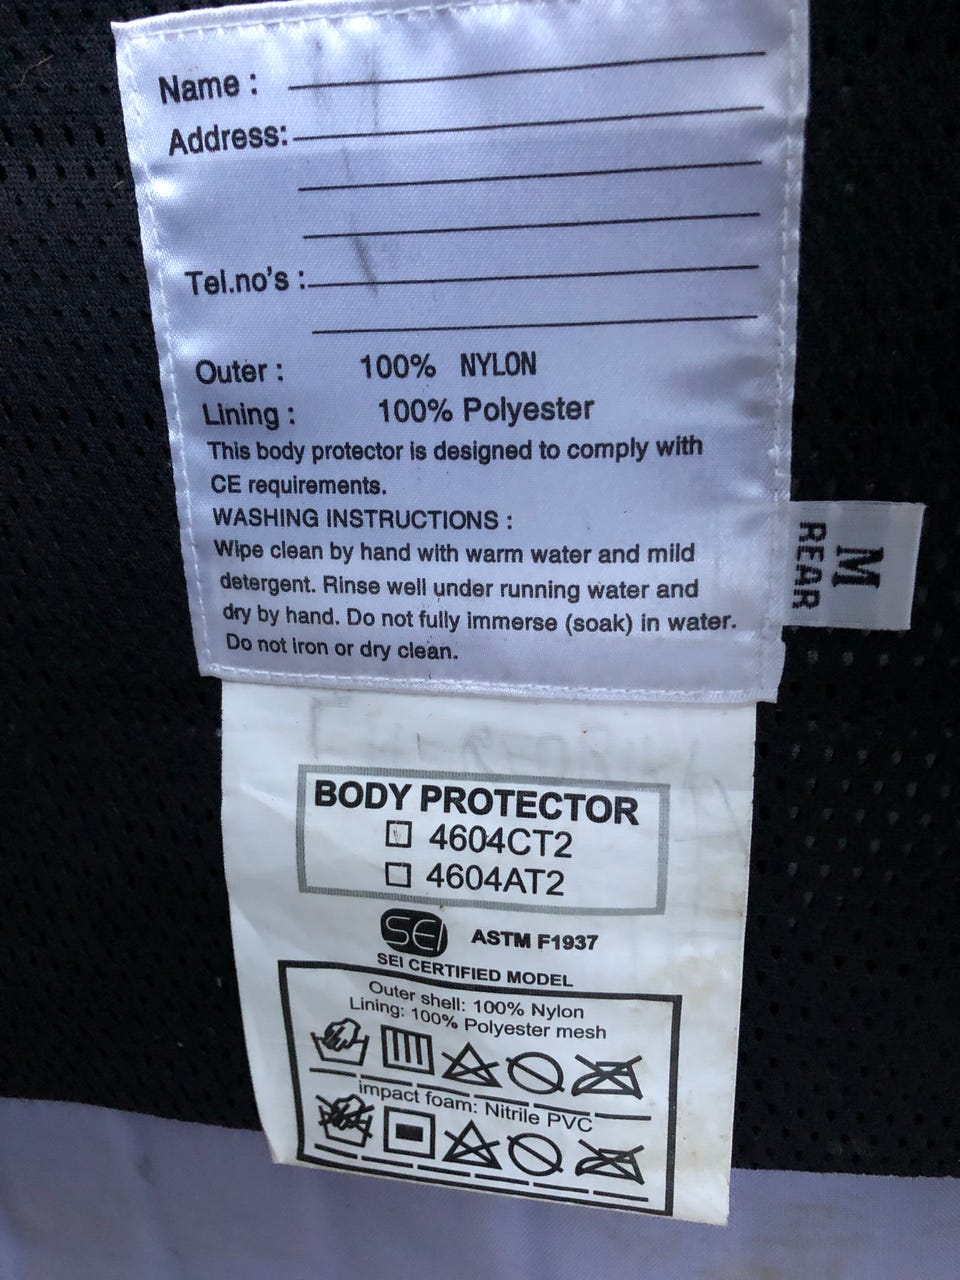 Name :
Address:
Tel.no's :
Outer : 100% NYLON
Lining : 100% Polyester
This body protector is designed to comply with
CE requirements.
WASHING INSTRUCTIONS :
Wipe clean by hand with warm water and mild
detergent. Rinse well under running water and
dry by hand. Do not fully immerse (soak) in water.
Do not iron or dry clean.
M
REAR
BODY PROTECTOR
4604CT2
4604AT2
SEI ASTM F1937
SEI CERTIFIED MODEL
Outer shell: 100% Nylon
Lining: 100% Polyester mesh
impact foam: Nitrile PVC